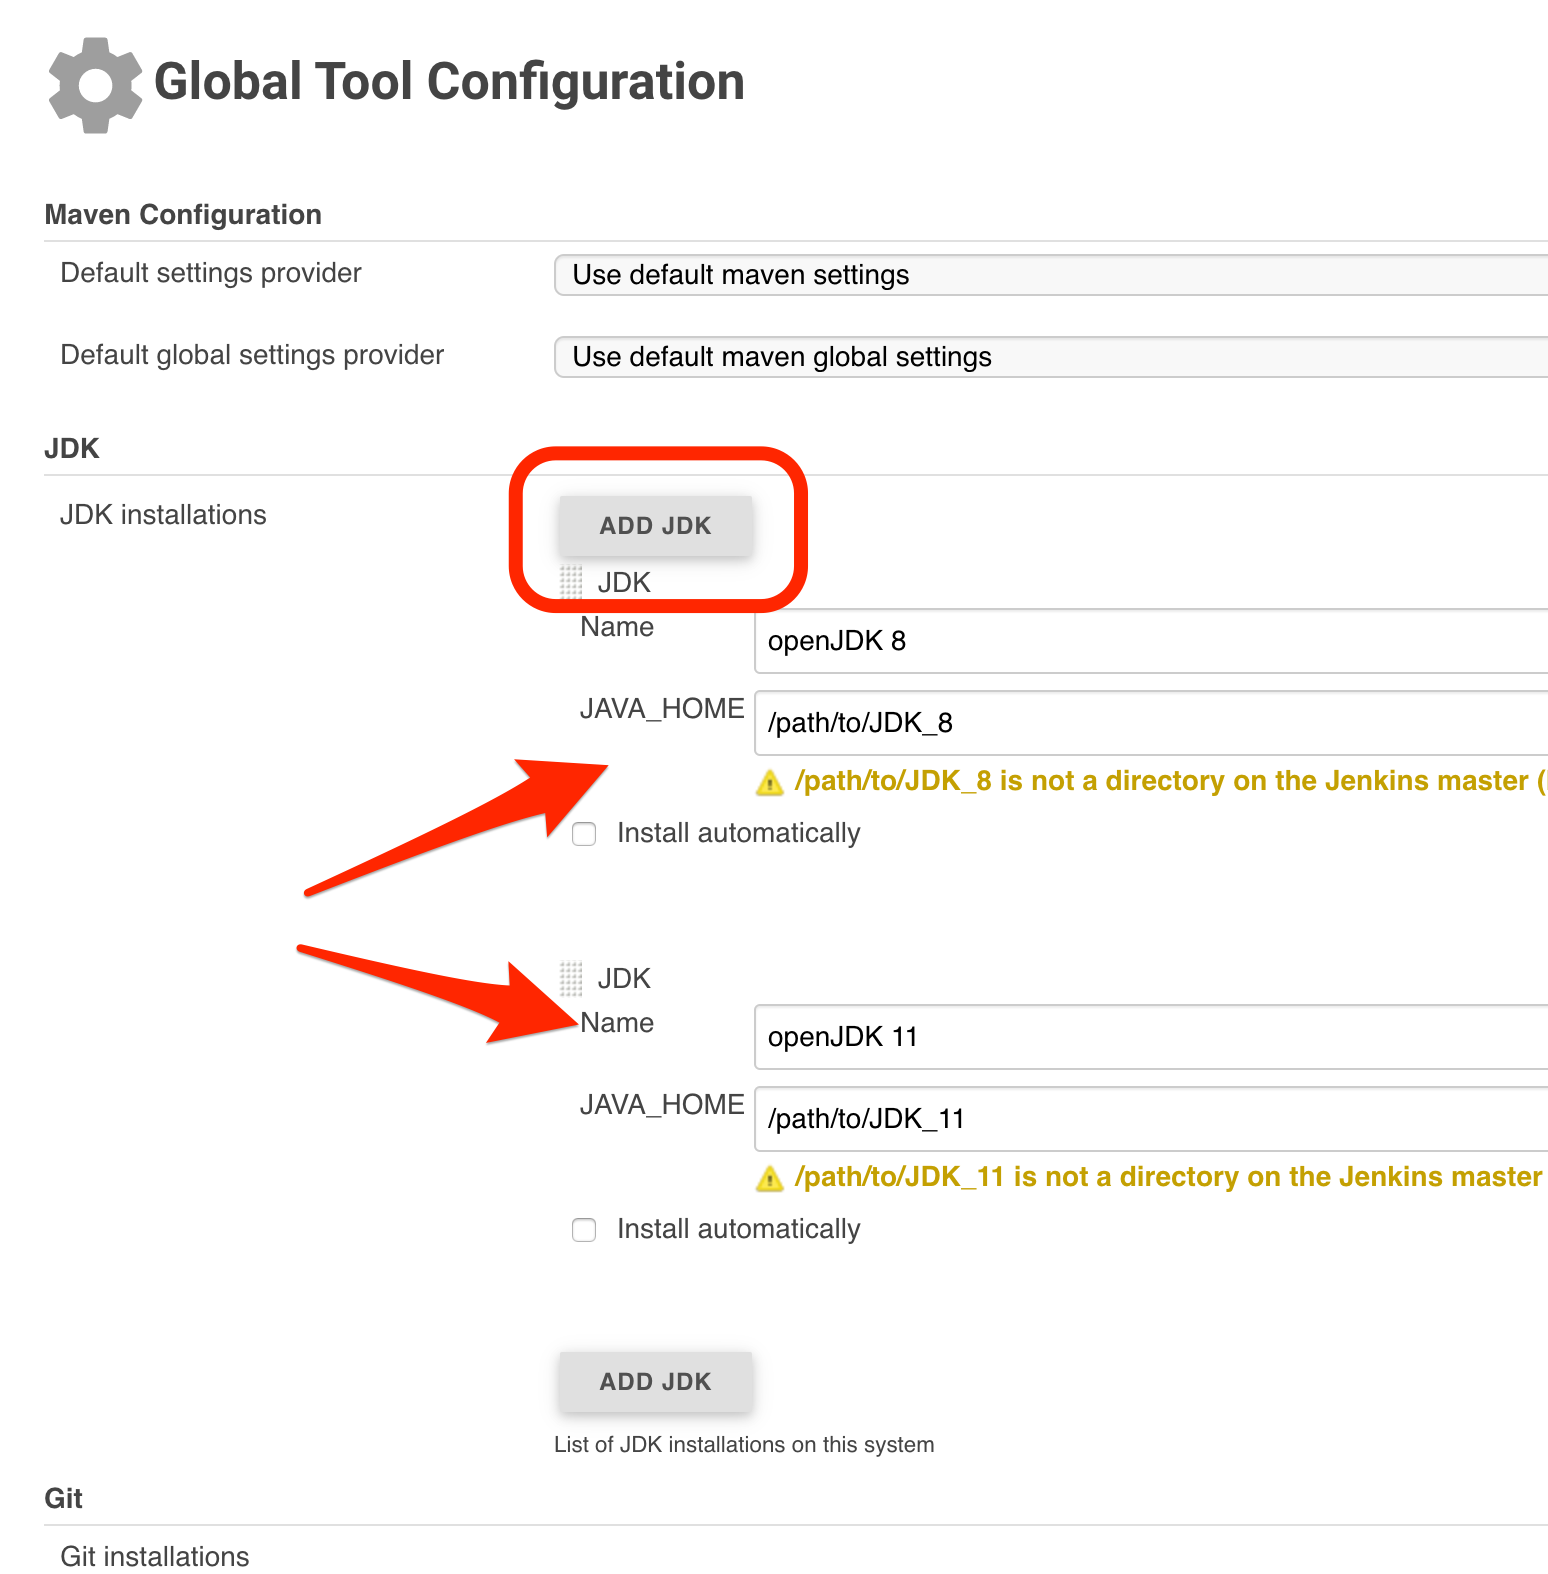 Global Tool Configuration
Maven Configuration
Default settings provider
Use default maven settings
Default global settings provider
Use default maven global settings
JDK
JDK installations
ADD JDK
JDK
Name
openJDK 8
JAVA_HOME
/path/to/JDK_8
/path/to/JDK_8 is not a directory on the Jenkins master (
Install automatically
JDK
Name
openJDK 11
JAVA_HOME
/path/to/JDK_11
/path/to/JDK_11 is not a directory on the Jenkins master
Install automatically
ADD JDK
List of JDK installations on this system
Git
Git installations